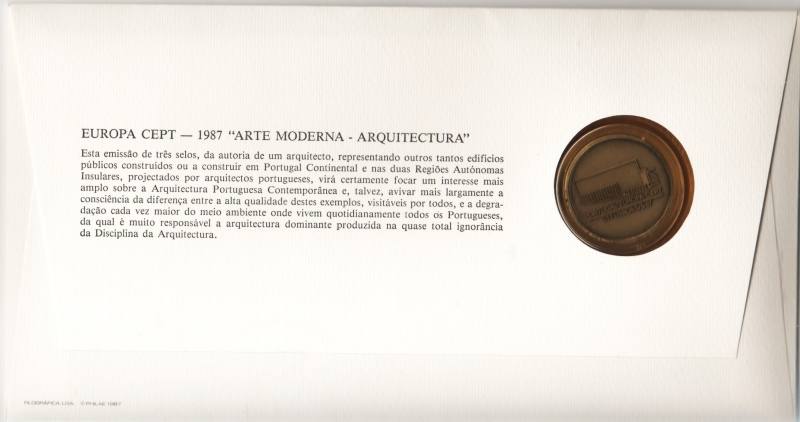 EUROPA CEPT — 1987 “ARTE MODERNA - ARQUITECTURA”
Esta emissão de três selos, da autoria de um arquitecto, representando outros tantos edifícios
públicos construídos ou a construir em Portugal Continental e nas duas Regiões Autónomas
Insulares, projectados por arquitectos portugueses, virá certamente focar um interesse mais
amplo sobre a Arquitectura Portuguesa Contemporânea e, talvez, avivar mais largamente a
consciência da diferença entre a alta qualidade destes exemplos, visitáveis por todos, e a degra-
dação cada vez maior do meio ambiente onde vivem quotidianamente todos os Portugueses,
da qual è muito responsável a arquitectura dominante produzida na quase total ignorância
da Disciplina da Arquitectura.
FILOGRÁFICA, LDA. © PHILAE 1987